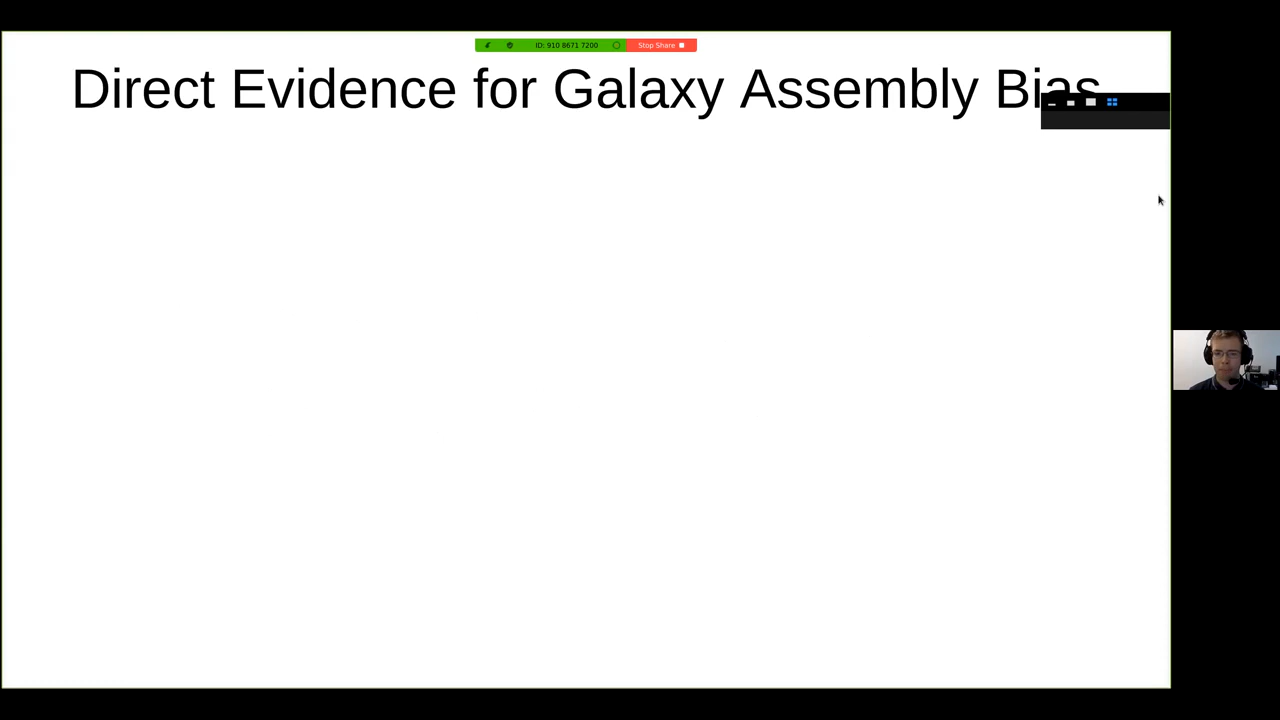 ID: 910 8671 7200
Stop Share
Direct Evidence for Galaxy Assembly Bias